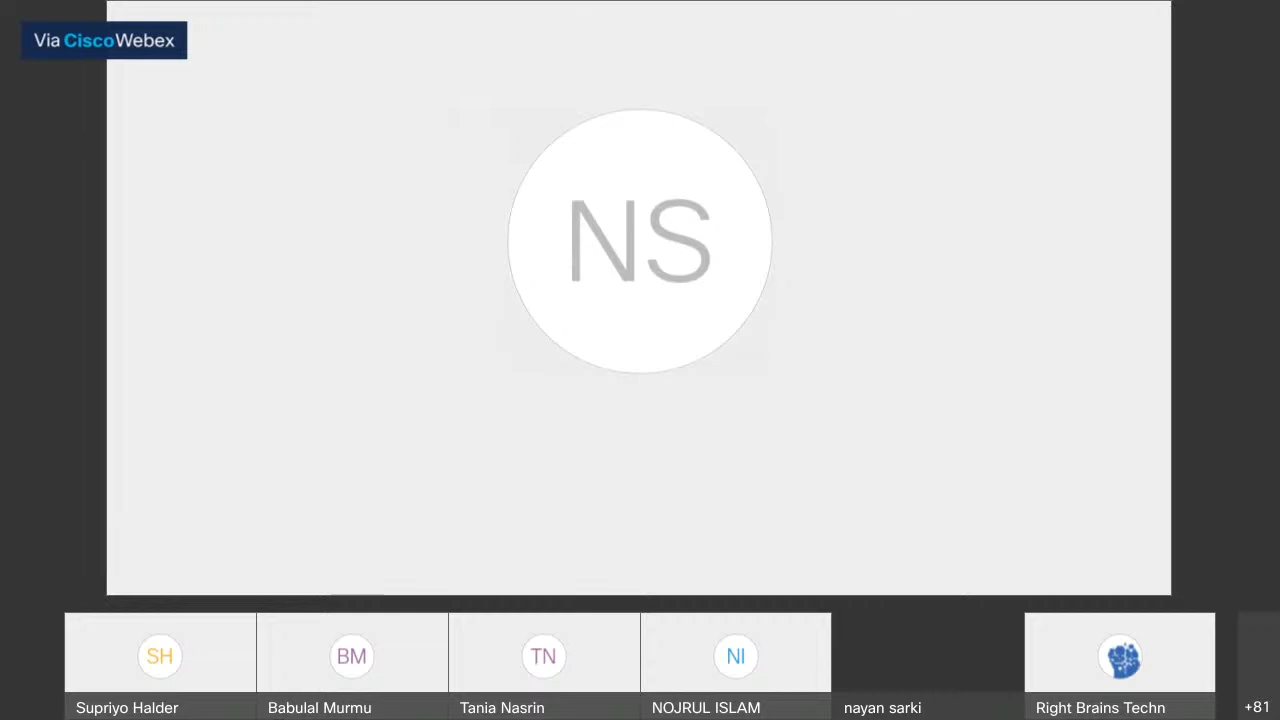 Via CiscoWebex
NS
SH
BM
TN
NI
Supriyo Halder
Babulal Murmu
Tania Nasrin
NOJRUL ISLAM
nayan sarki
Right Brains Techn
+81